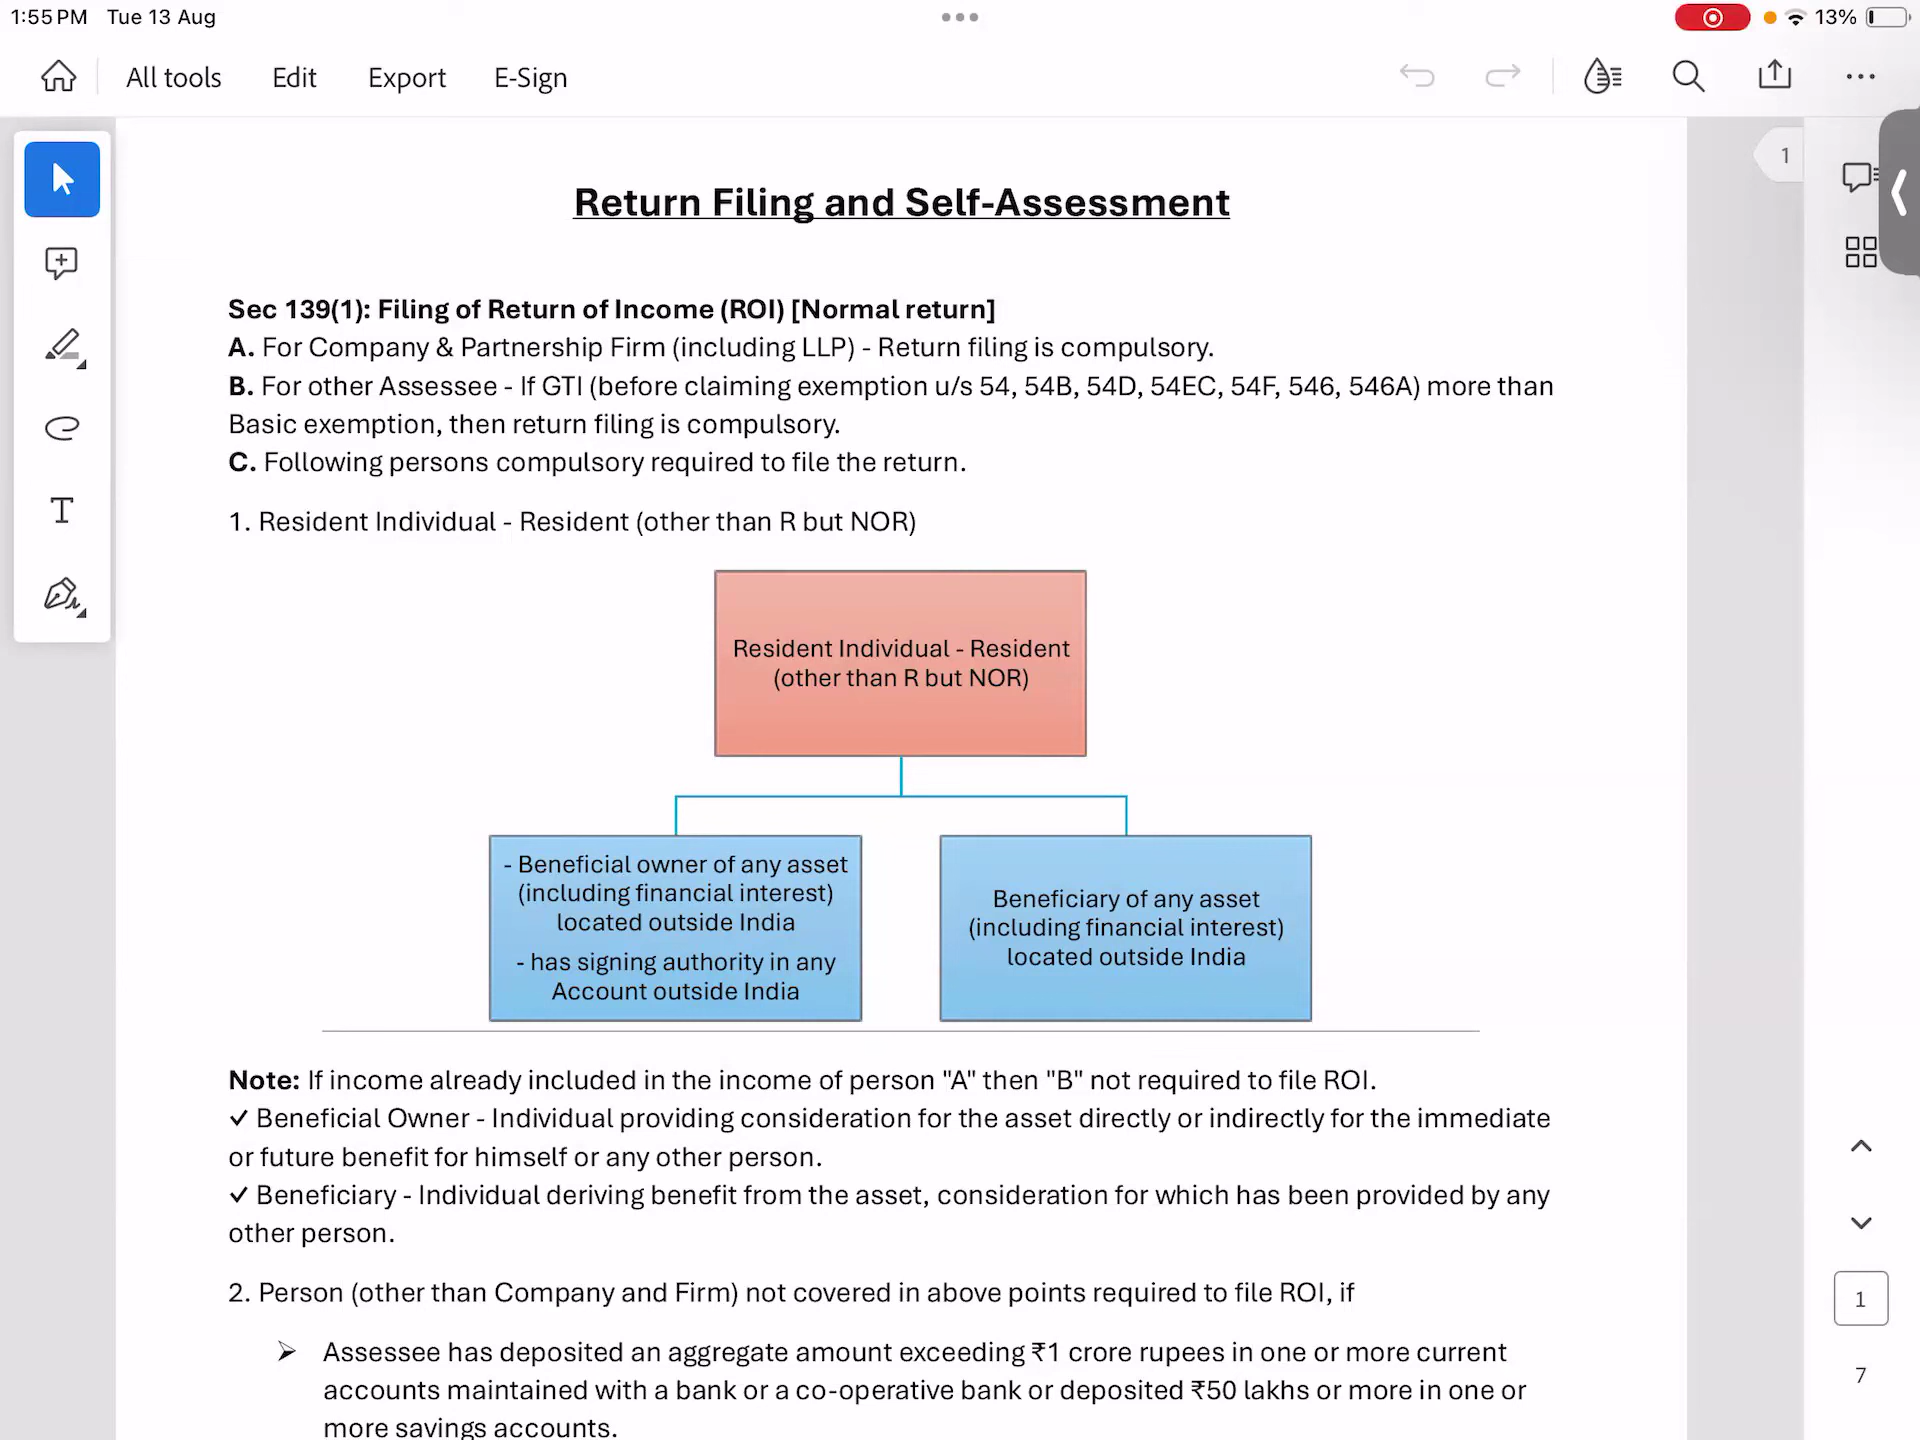 1:55 PM Tue 13 Aug
13%
All tools Edit Export E-Sign
1
Return Filing and Self-Assessment
Sec 139(1): Filing of Return of Income (ROI) [Normal return]
A. For Company & Partnership Firm (including LLP) - Return filing is compulsory.
B. For other Assessee - If GTI (before claiming exemption u/s 54, 54B, 54D, 54EC, 54F, 546, 546A) more than
Basic exemption, then return filing is compulsory.
C. Following persons compulsory required to file the return.
1. Resident Individual - Resident (other than R but NOR)
Resident Individual - Resident
(other than R but NOR)
- Beneficial owner of any asset
(including financial interest)
located outside India
- has signing authority in any
Account outside India
Beneficiary of any asset
(including financial interest)
located outside India
Note: If income already included in the income of person "A" then "B" not required to file ROI.
✓ Beneficial Owner - Individual providing consideration for the asset directly or indirectly for the immediate
or future benefit for himself or any other person.
✓ Beneficiary - Individual deriving benefit from the asset, consideration for which has been provided by any
other person.
2. Person (other than Company and Firm) not covered in above points required to file ROI, if
➢ Assessee has deposited an aggregate amount exceeding ₹1 crore rupees in one or more current
accounts maintained with a bank or a co-operative bank or deposited ₹50 lakhs or more in one or
more savings accounts.
1
7